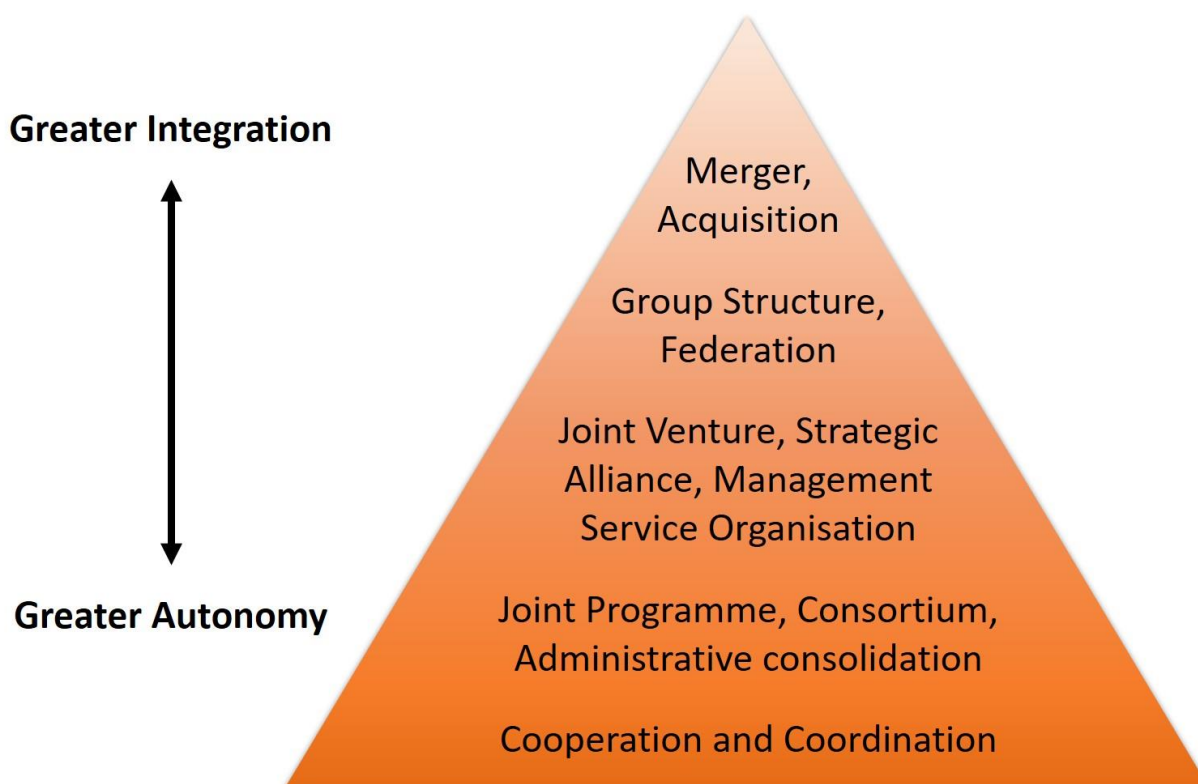 Greater Integration
Merger,
Acquisition
Group Structure,
Federation
Joint Venture, Strategic
Alliance, Management
Service Organisation
Greater Autonomy
Joint Programme, Consortium,
Administrative consolidation
Cooperation and Coordination